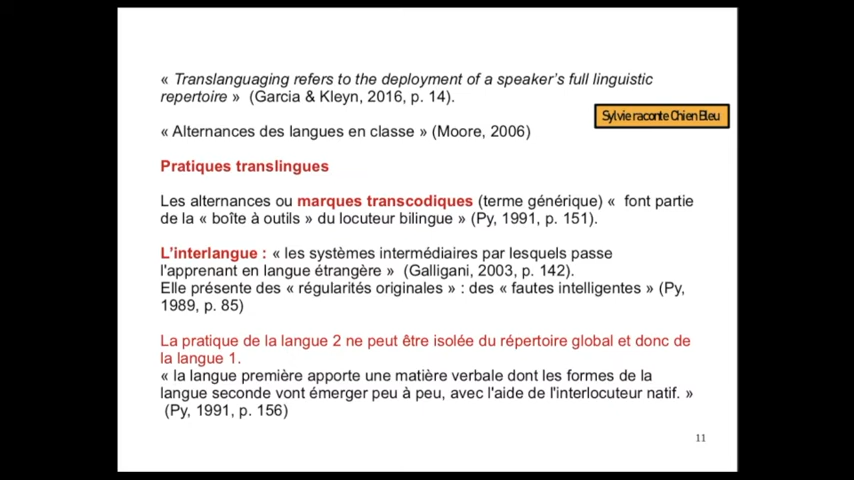 « Translanguaging refers to the deployment of a speaker's full linguistic
repertoire » (Garcia & Kleyn, 2016, p. 14).
Sylvie raconte Chien Bleu
« Alternances des langues en classe » (Moore, 2006)
Pratiques translingues
Les alternances ou marques transcodiques (terme générique) « font partie
de la « boîte à outils » du locuteur bilingue » (Py, 1991, p. 151).
L'interlangue : « les systèmes intermédiaires par lesquels passe
l'apprenant en langue étrangère » (Galligani, 2003, p. 142).
Elle présente des « régularités originales » : des « fautes intelligentes » (Py,
1989, p. 85)
La pratique de la langue 2 ne peut être isolée du répertoire global et donc de
la langue 1.
« la langue première apporte une matière verbale dont les formes de la
langue seconde vont émerger peu à peu, avec l'aide de l'interlocuteur natif. »
(Py, 1991, p. 156)
11